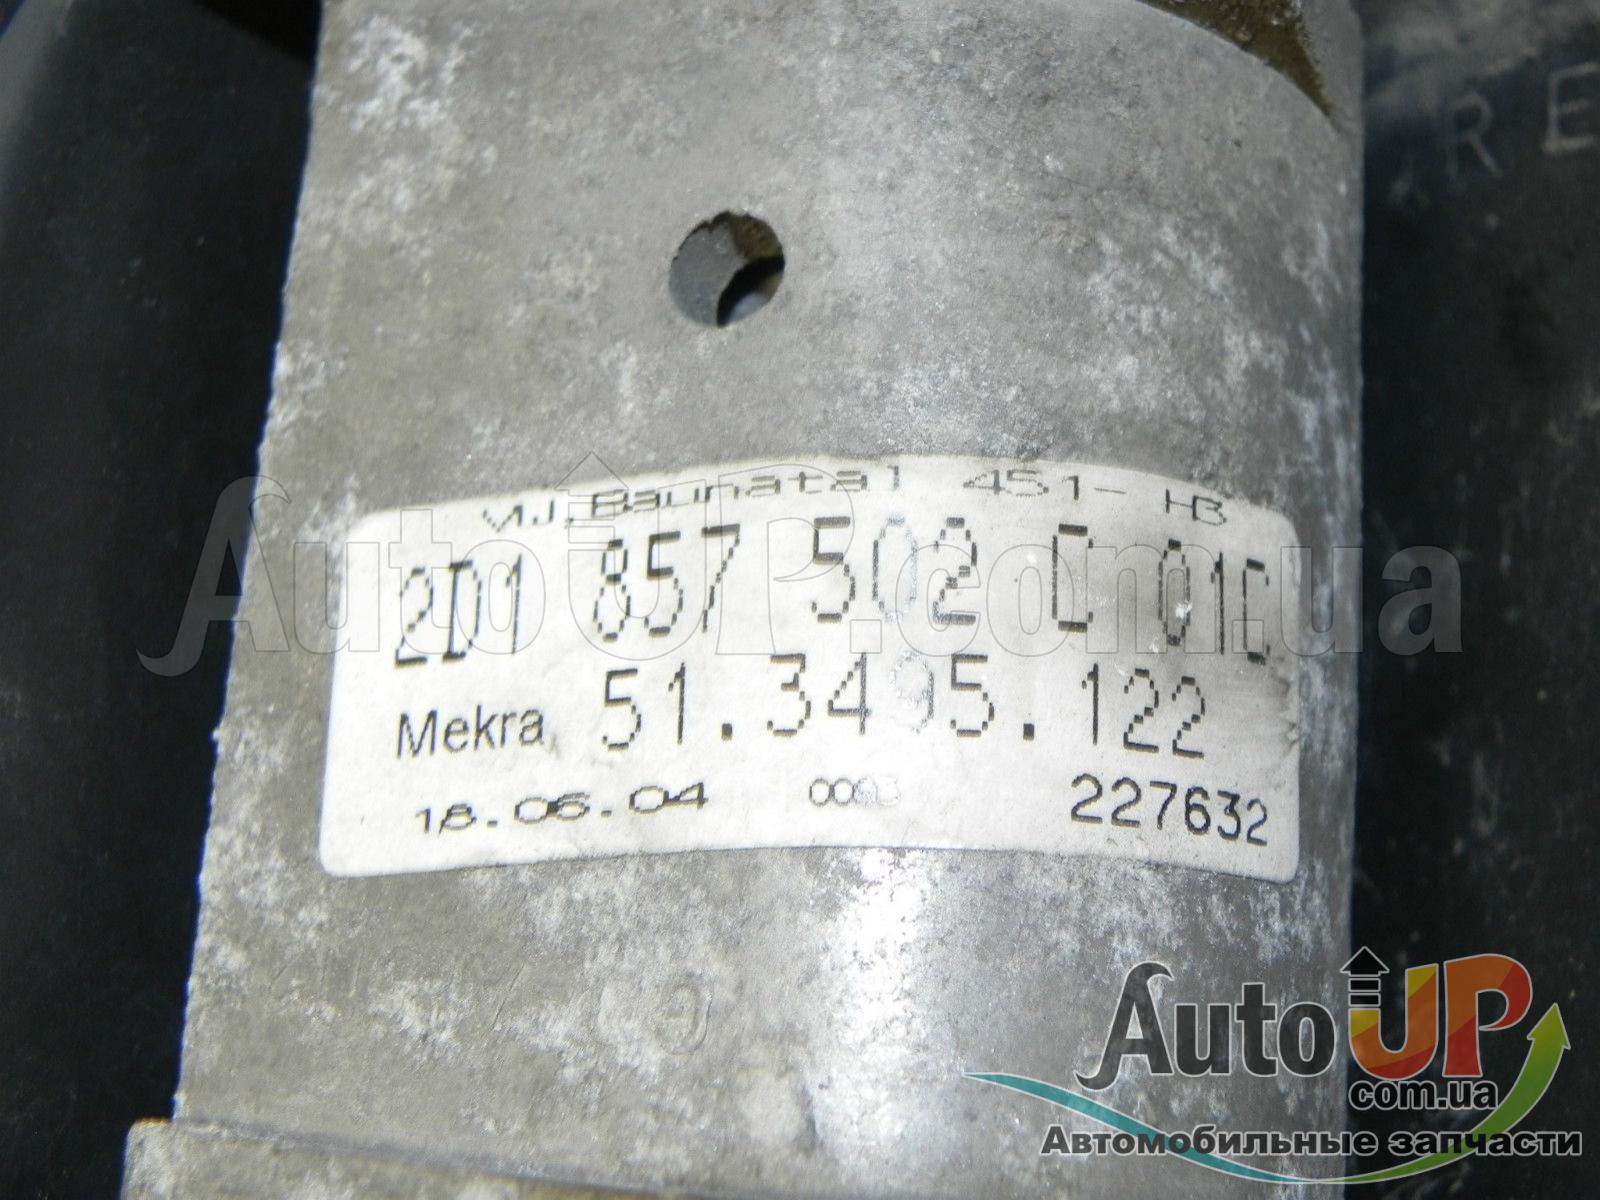 RE
VW.Baunatal 451- HB
2D1 857 502 C 01C
Mekra 51.3495.122
18.06.04 227632
AutoUP.com.ua
AutoUP
com.ua
Автомобильные запчасти